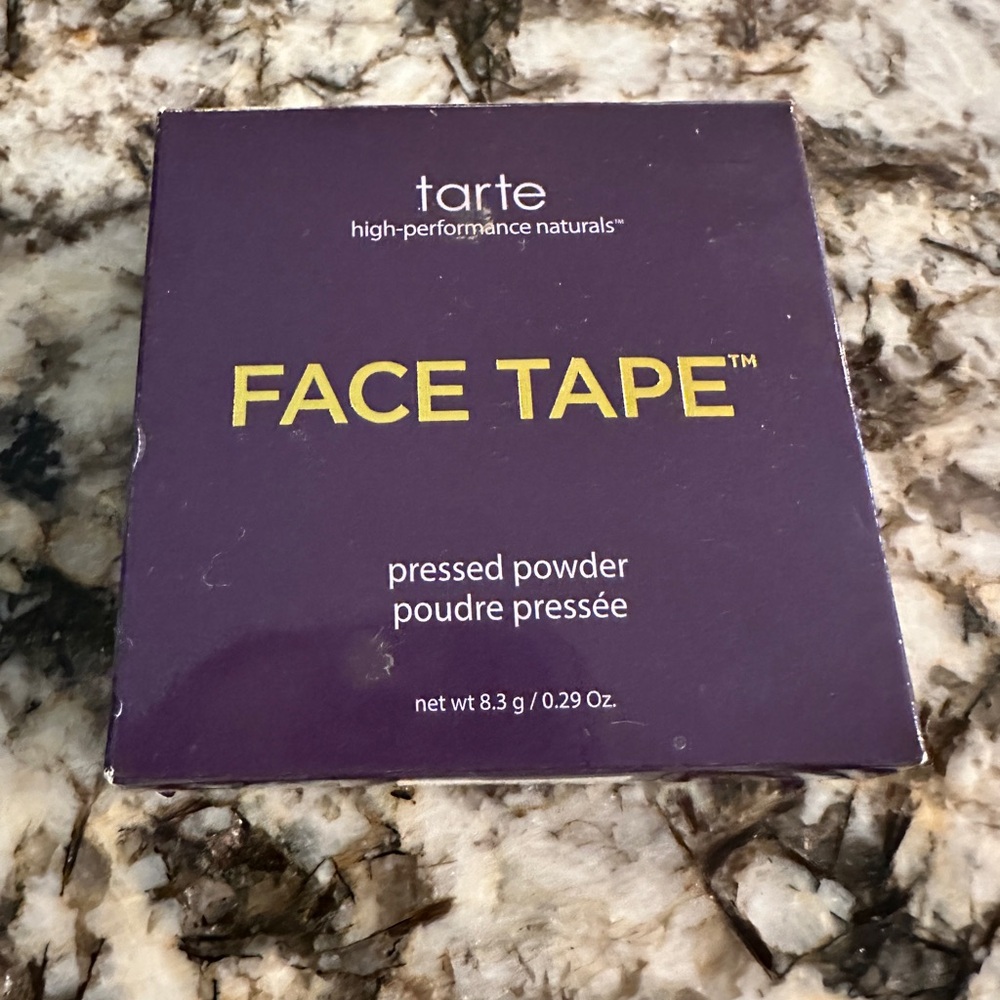 tarte
high-performance naturals™
FACE TAPE™
pressed powder
poudre pressée
net wt 8.3 g / 0.29 Oz.